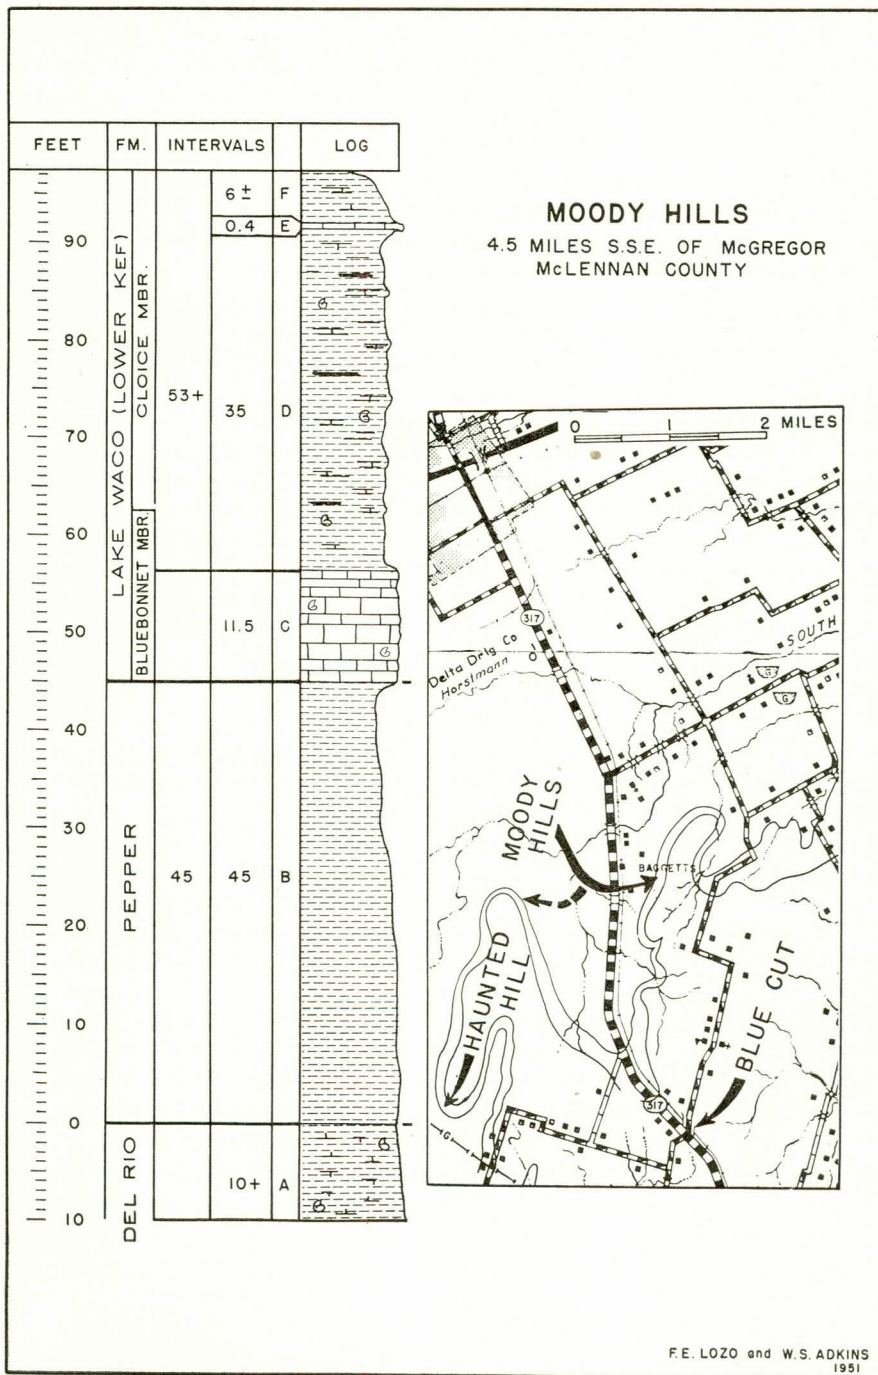 FEET FM. INTERVALS LOG
90
80
70
60
50
40
30
20
10
0
10
LAKE WACO (LOWER KEF)
CLOICE MBR.
BLUEBONNET MBR.
PEPPER
DEL RIO
6 ± F
0.4 E
53+ 35 D
11.5 C
45 45 B
10+ A
G
G
G
G
G
G
G
MOODY HILLS
4.5 MILES S.S.E. OF McGREGOR
McLENNAN COUNTY
0 1 2 MILES
317
SOUTH
Delta Drlg Co
Horstmann
G
G
MOODY
HILLS
BAGGETTS
HAUNTED
HILL
BLUE CUT
317
G
F.E. LOZO and W.S. ADKINS
1951